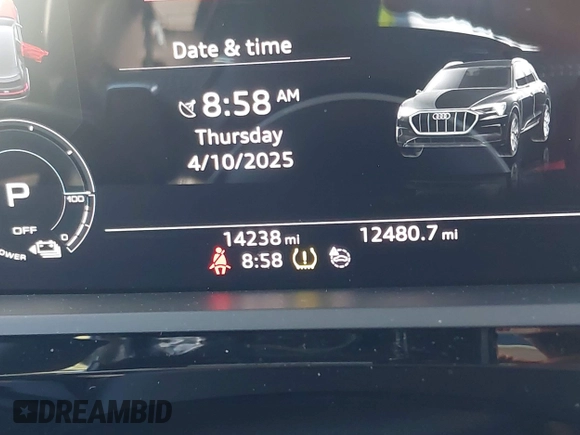 Date & time
8:58 AM
Thursday
4/10/2025
P
100
OFF
0
POWER
14238 mi 12480.7 mi
8:58
DREAMBID